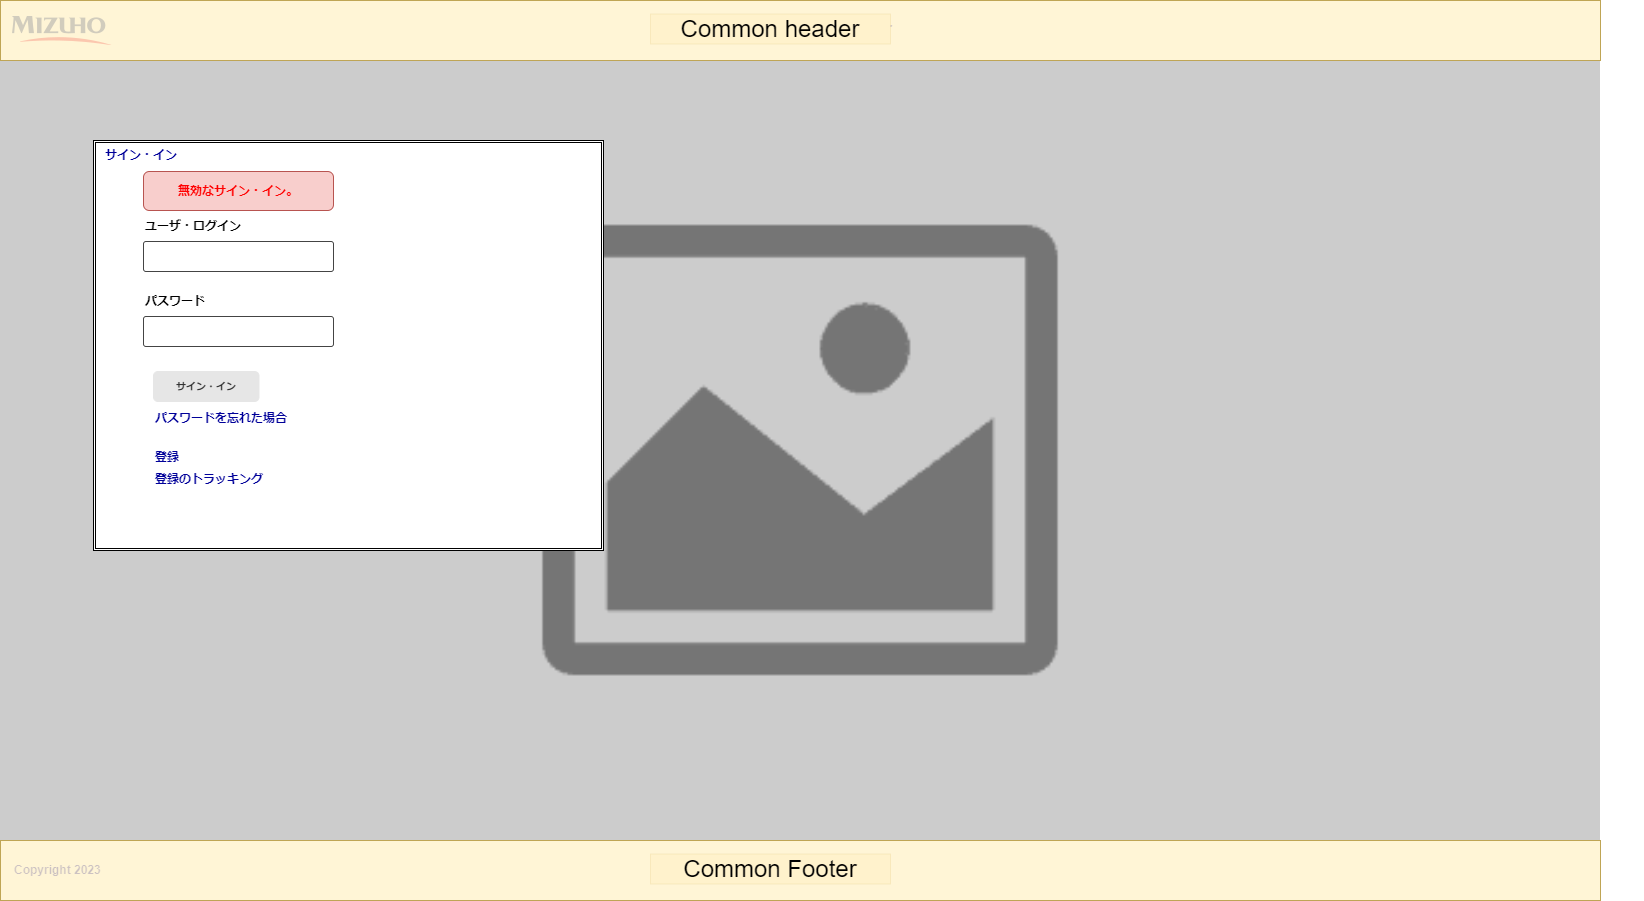 MIZUHO
Common header
サイン・イン
無効なサイン・イン。
ユーザ・ログイン
パスワード
サイン・イン
パスワードを忘れた場合
登録
登録のトラッキング
Copyright 2023
Common Footer